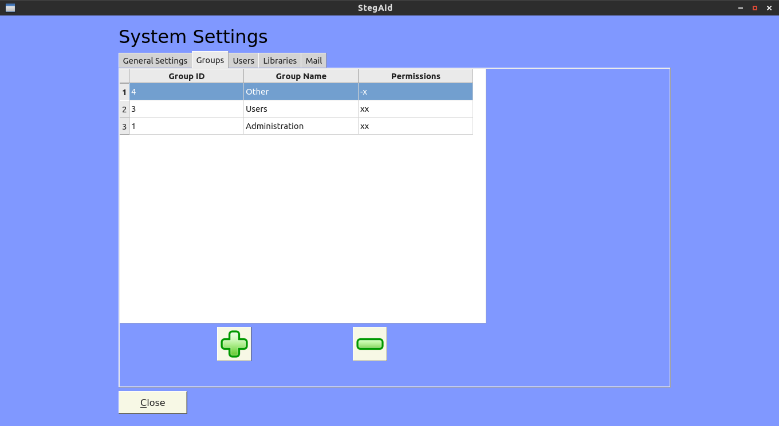 StegAid
System Settings
General Settings Groups Users Libraries Mail
Group ID Group Name Permissions
1 4 Other -x
2 3 Users xx
3 1 Administration xx
Close